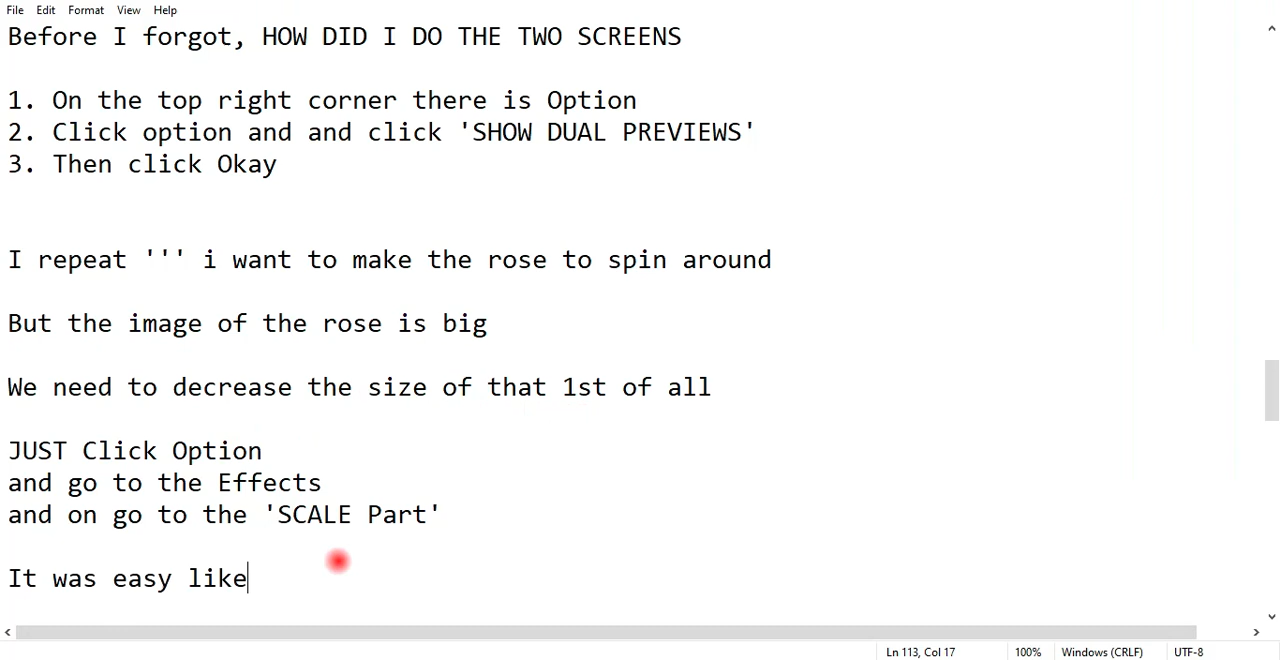 File Edit Format View Help
Before I forgot, HOW DID I DO THE TWO SCREENS
1. On the top right corner there is Option
2. Click option and and click 'SHOW DUAL PREVIEWS'
3. Then click Okay
I repeat ''' i want to make the rose to spin around
But the image of the rose is big
We need to decrease the size of that 1st of all
JUST Click Option
and go to the Effects
and on go to the 'SCALE Part'
It was easy like
Ln 113, Col 17 100% Windows (CRLF) UTF-8